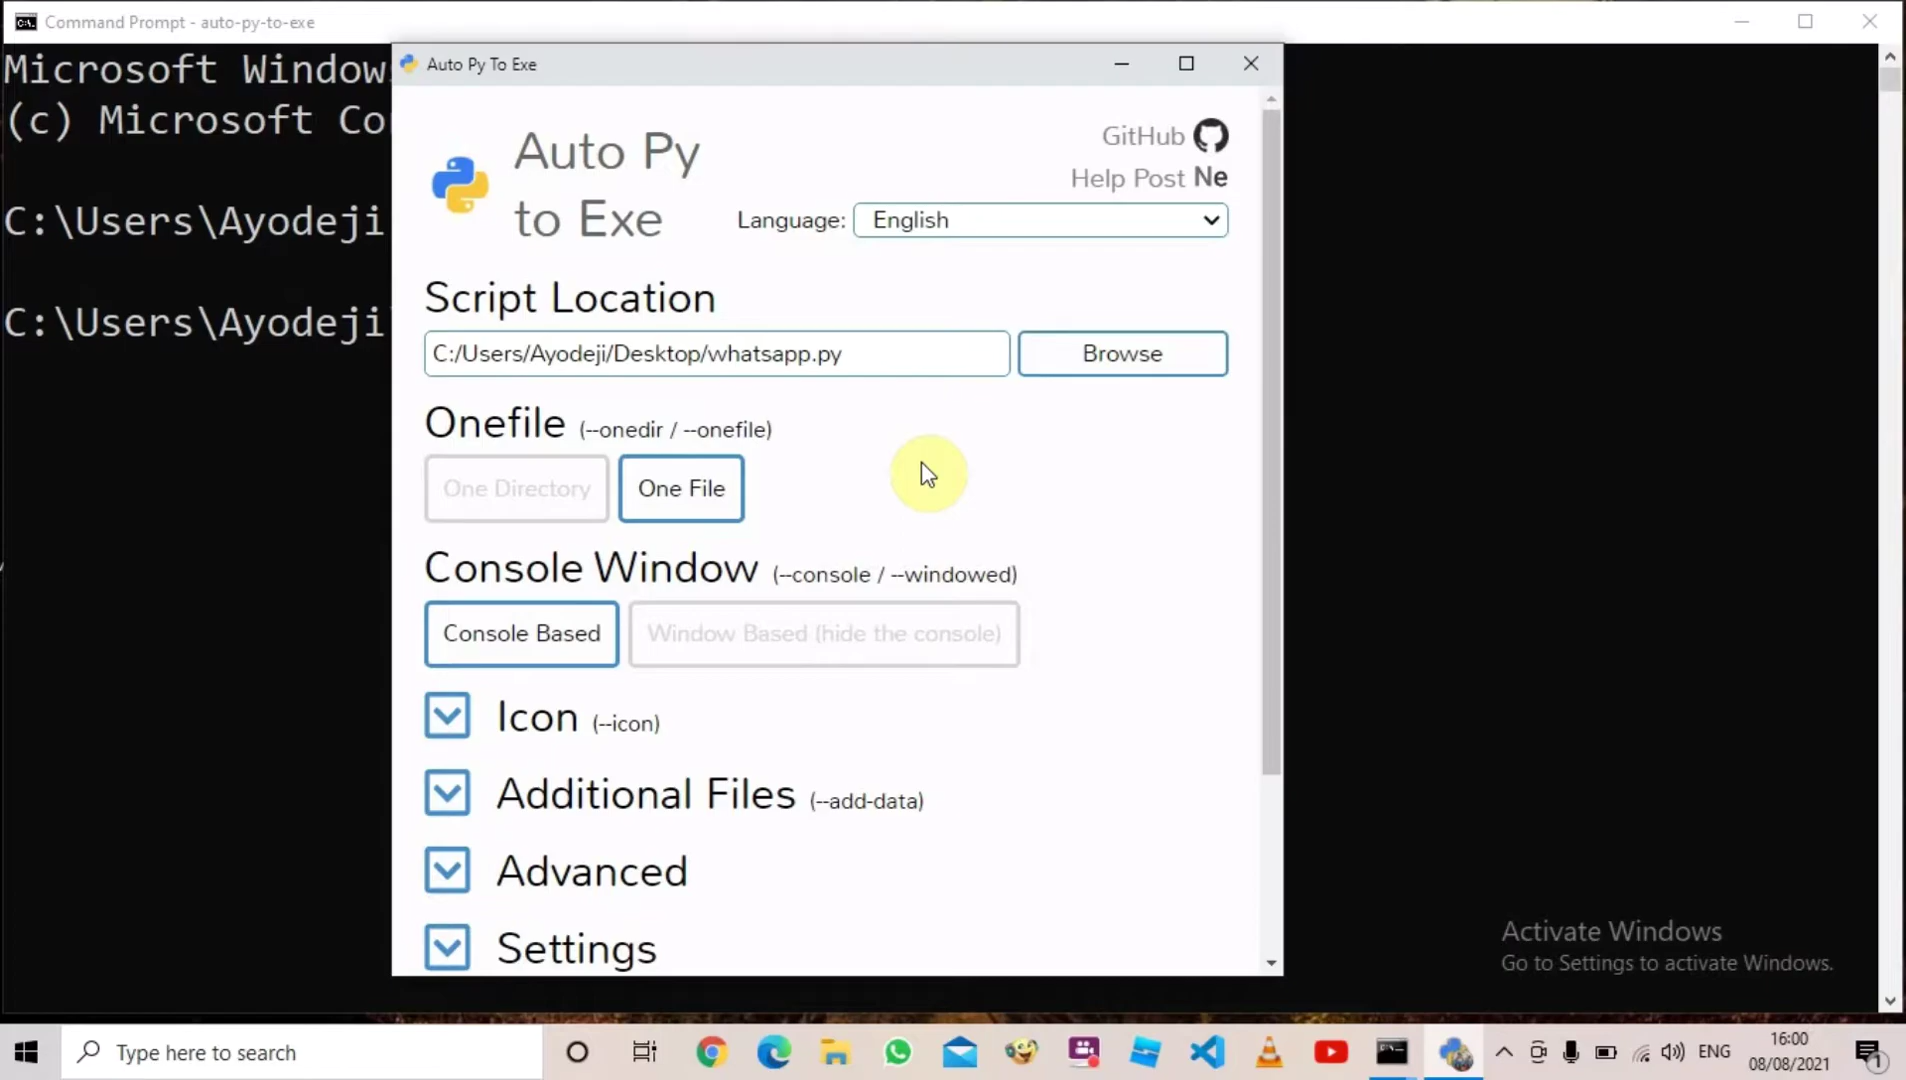 Command Prompt - auto-py-to-exe
Microsoft Window
(c) Microsoft Co
C:\Users\Ayodeji
C:\Users\Ayodeji
Auto Py To Exe
Auto Py
to Exe
GitHub
Help Post Ne
Language: English
Script Location
C:/Users/Ayodeji/Desktop/whatsapp.py Browse
Onefile (--onedir / --onefile)
One Directory One File
Console Window (--console / --windowed)
Console Based Window Based (hide the console)
Icon (--icon)
Additional Files (--add-data)
Advanced
Settings
Activate Windows
Go to Settings to activate Windows.
Type here to search
ENG
16:00
08/08/2021
1